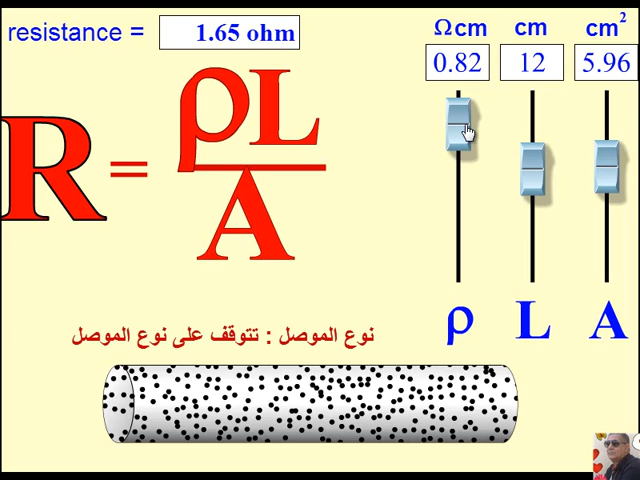 resistance = 1.65 ohm
Ωcm cm cm²
0.82 12 5.96
R = ρL / A
ρ L A
نوع الموصل : تتوقف على نوع الموصل